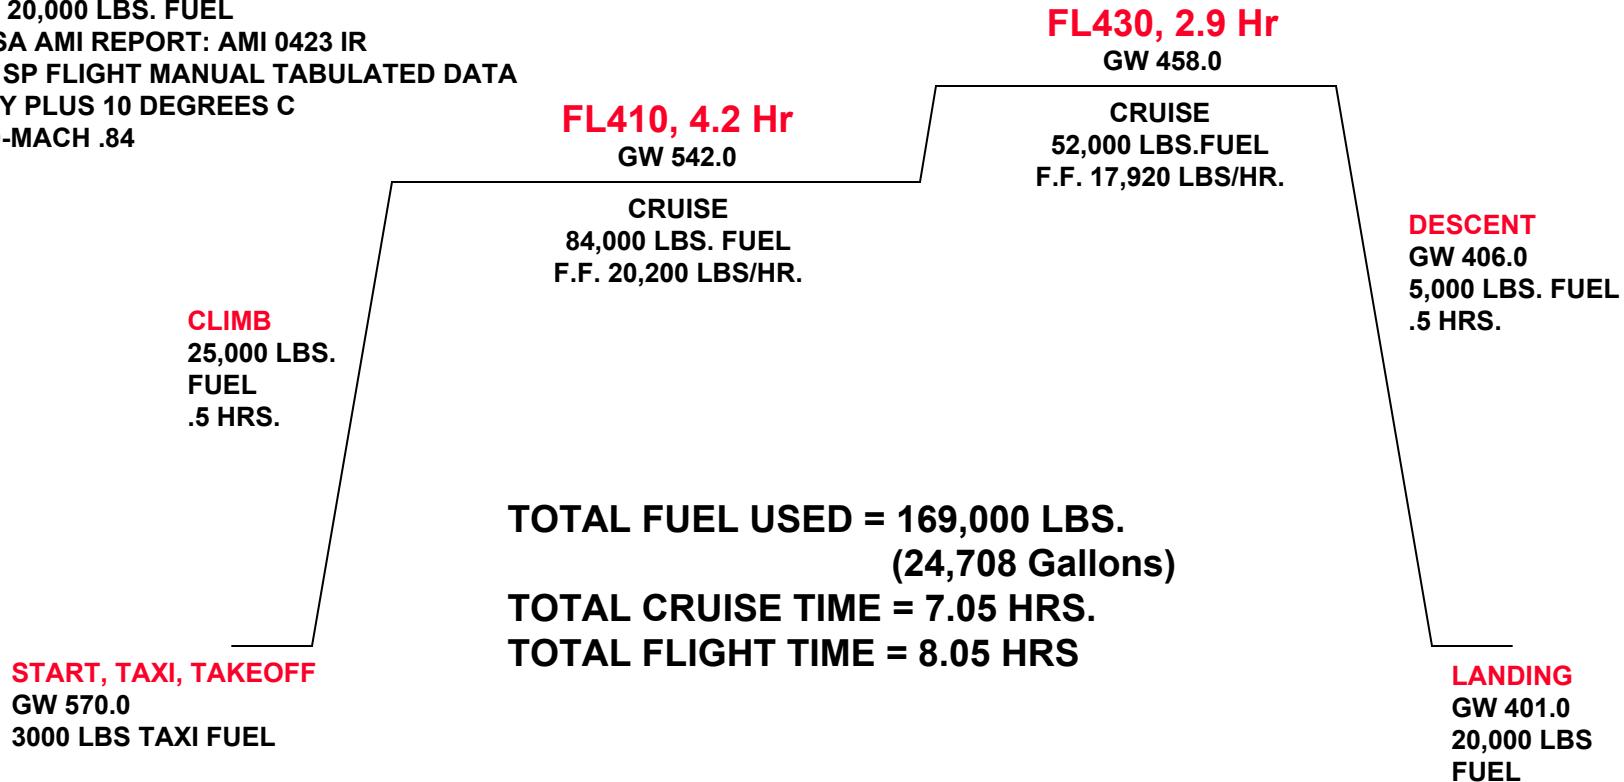 20,000 LBS. FUEL
SA AMI REPORT: AMI 0423 IR
SP FLIGHT MANUAL TABULATED DATA
Y PLUS 10 DEGREES C
-MACH .84
FL410, 4.2 Hr
GW 542.0
CRUISE
84,000 LBS. FUEL
F.F. 20,200 LBS/HR.
FL430, 2.9 Hr
GW 458.0
CRUISE
52,000 LBS.FUEL
F.F. 17,920 LBS/HR.
DESCENT
GW 406.0
5,000 LBS. FUEL
.5 HRS.
CLIMB
25,000 LBS.
FUEL
.5 HRS.
TOTAL FUEL USED = 169,000 LBS.
(24,708 Gallons)
TOTAL CRUISE TIME = 7.05 HRS.
TOTAL FLIGHT TIME = 8.05 HRS
START, TAXI, TAKEOFF
GW 570.0
3000 LBS TAXI FUEL
LANDING
GW 401.0
20,000 LBS
FUEL